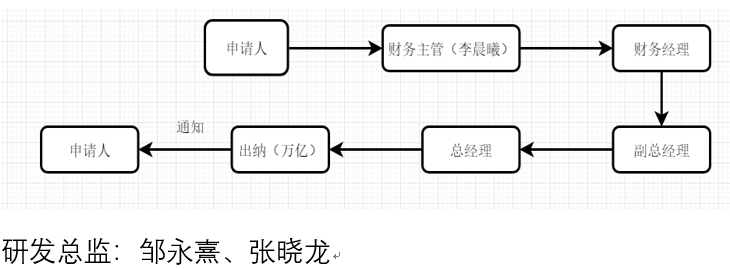 申请人
财务主管（李晨曦）
财务经理
副总经理
总经理
出纳（万亿）
通知
申请人
研发总监：邹永熹、张晓龙